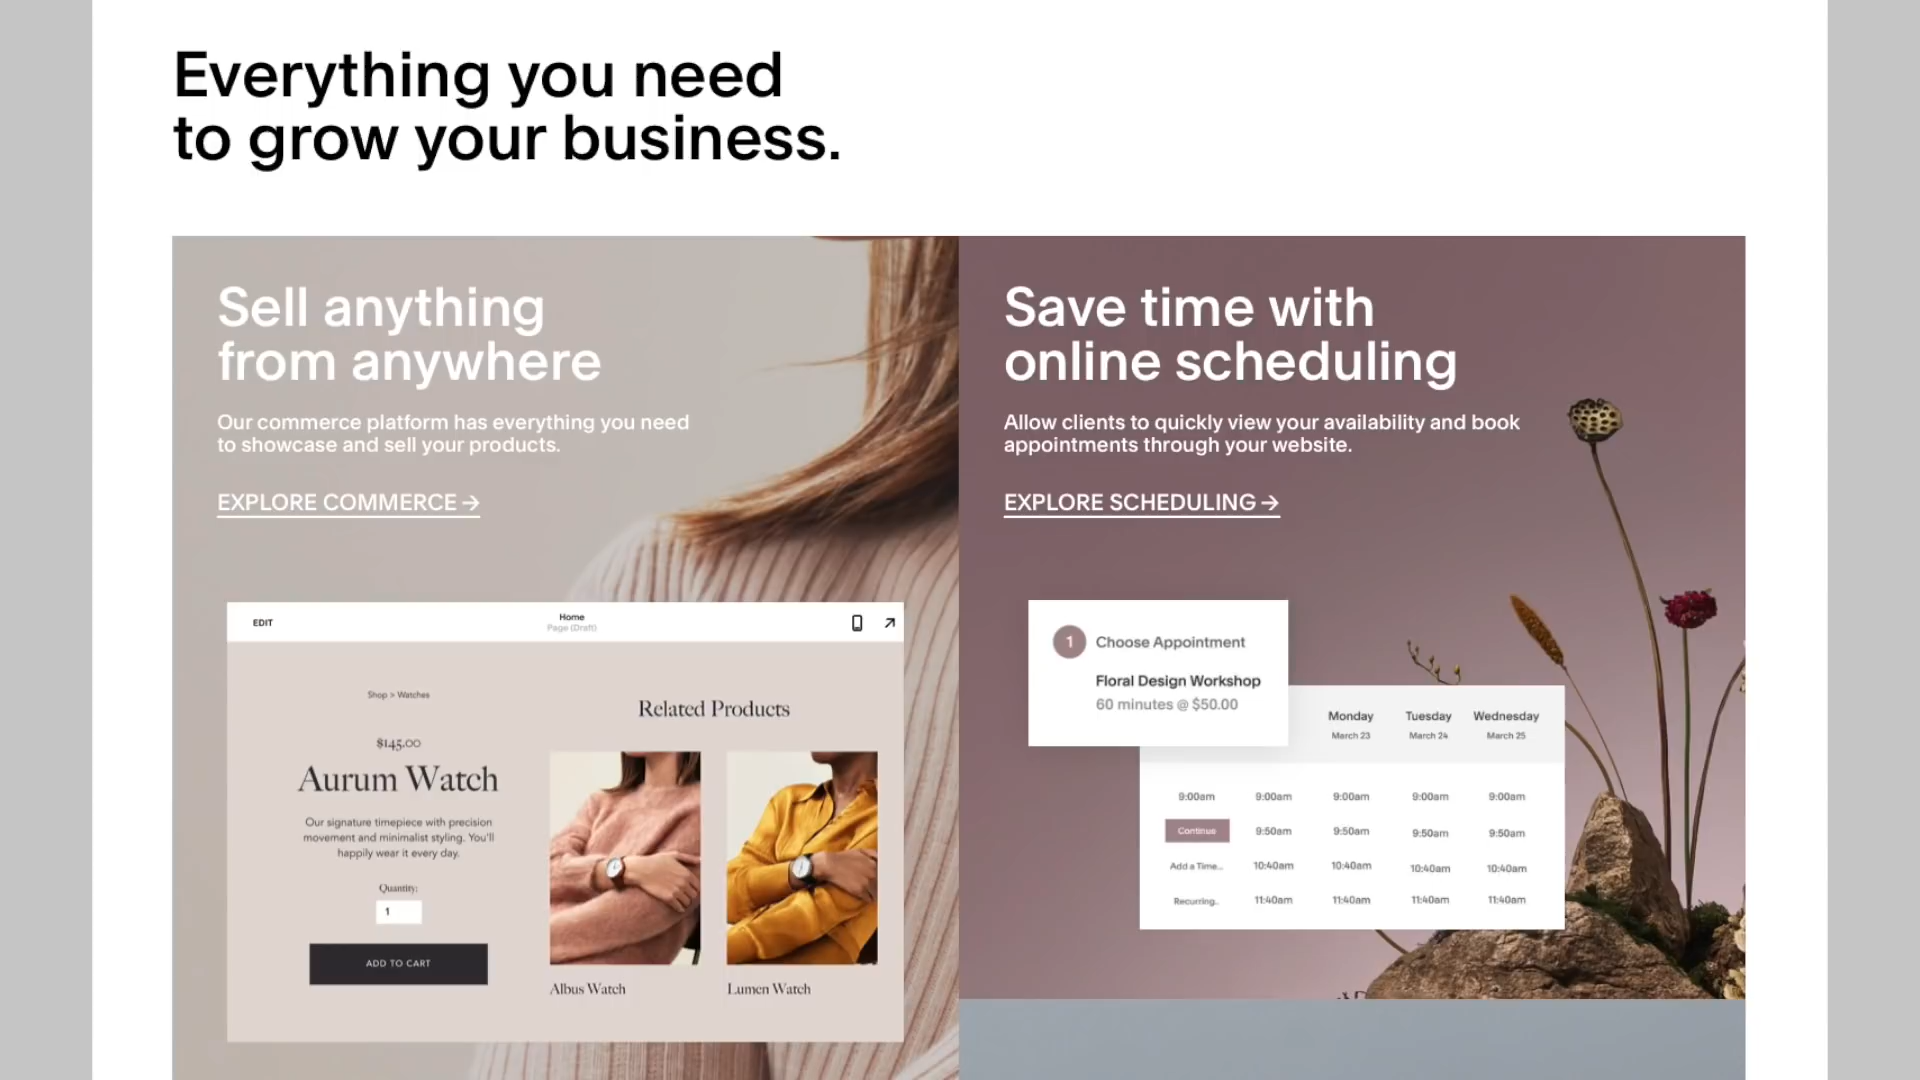 Everything you need
to grow your business.
Sell anything
from anywhere
Our commerce platform has everything you need
to showcase and sell your products.
EXPLORE COMMERCE →
EDIT
Home
Page (Draft)
Shop > Watches
$145.00
Aurum Watch
Our signature timepiece with precision
movement and minimalist styling. You'll
happily wear it every day.
Quantity:
1
ADD TO CART
Related Products
Albus Watch
Lumen Watch
Save time with
online scheduling
Allow clients to quickly view your availability and book
appointments through your website.
EXPLORE SCHEDULING →
1 Choose Appointment
Floral Design Workshop
60 minutes @ $50.00
Monday Tuesday Wednesday
March 23 March 24 March 25
9:00am 9:00am 9:00am 9:00am 9:00am
Continue 9:50am 9:50am 9:50am 9:50am
Add a Time... 10:40am 10:40am 10:40am 10:40am
Recurring.. 11:40am 11:40am 11:40am 11:40am